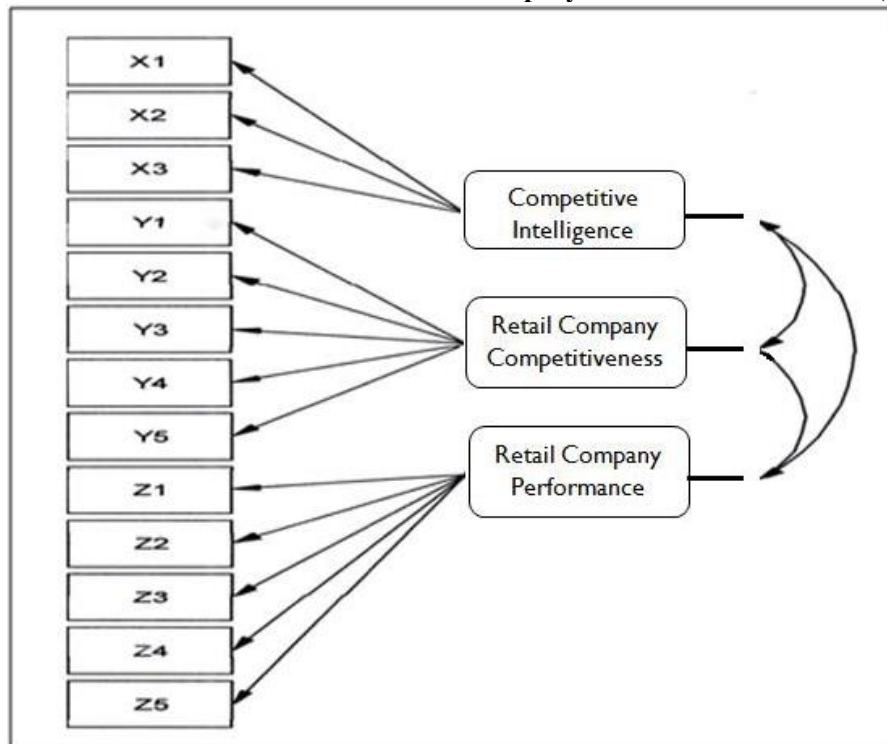 X1
X2
X3
Y1
Y2
Y3
Y4
Y5
Z1
Z2
Z3
Z4
Z5
Competitive
Intelligence
Retail Company
Competitiveness
Retail Company
Performance